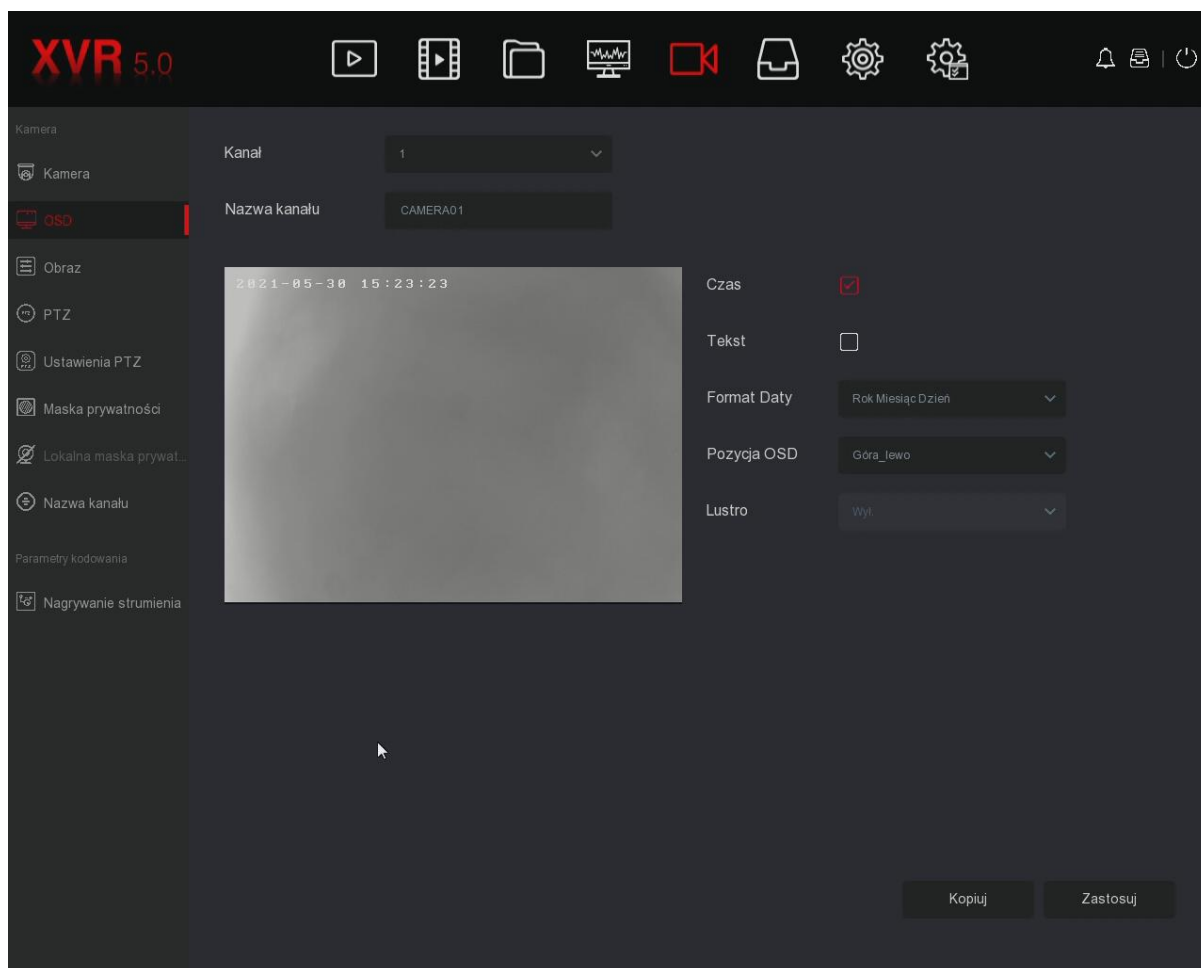 XVR 5.0
Kamera
Kamera
OSD
Obraz
PTZ
Ustawienia PTZ
Maska prywatności
Lokalna maska prywat...
Nazwa kanału
Parametry kodowania
Nagrywanie strumienia
Kanał 1
Nazwa kanału CAMERA01
2021-05-30 15:23:23
Czas
Tekst
Format Daty Rok Miesiąc Dzień
Pozycja OSD Góra_lewo
Lustro Wył.
Kopiuj Zastosuj